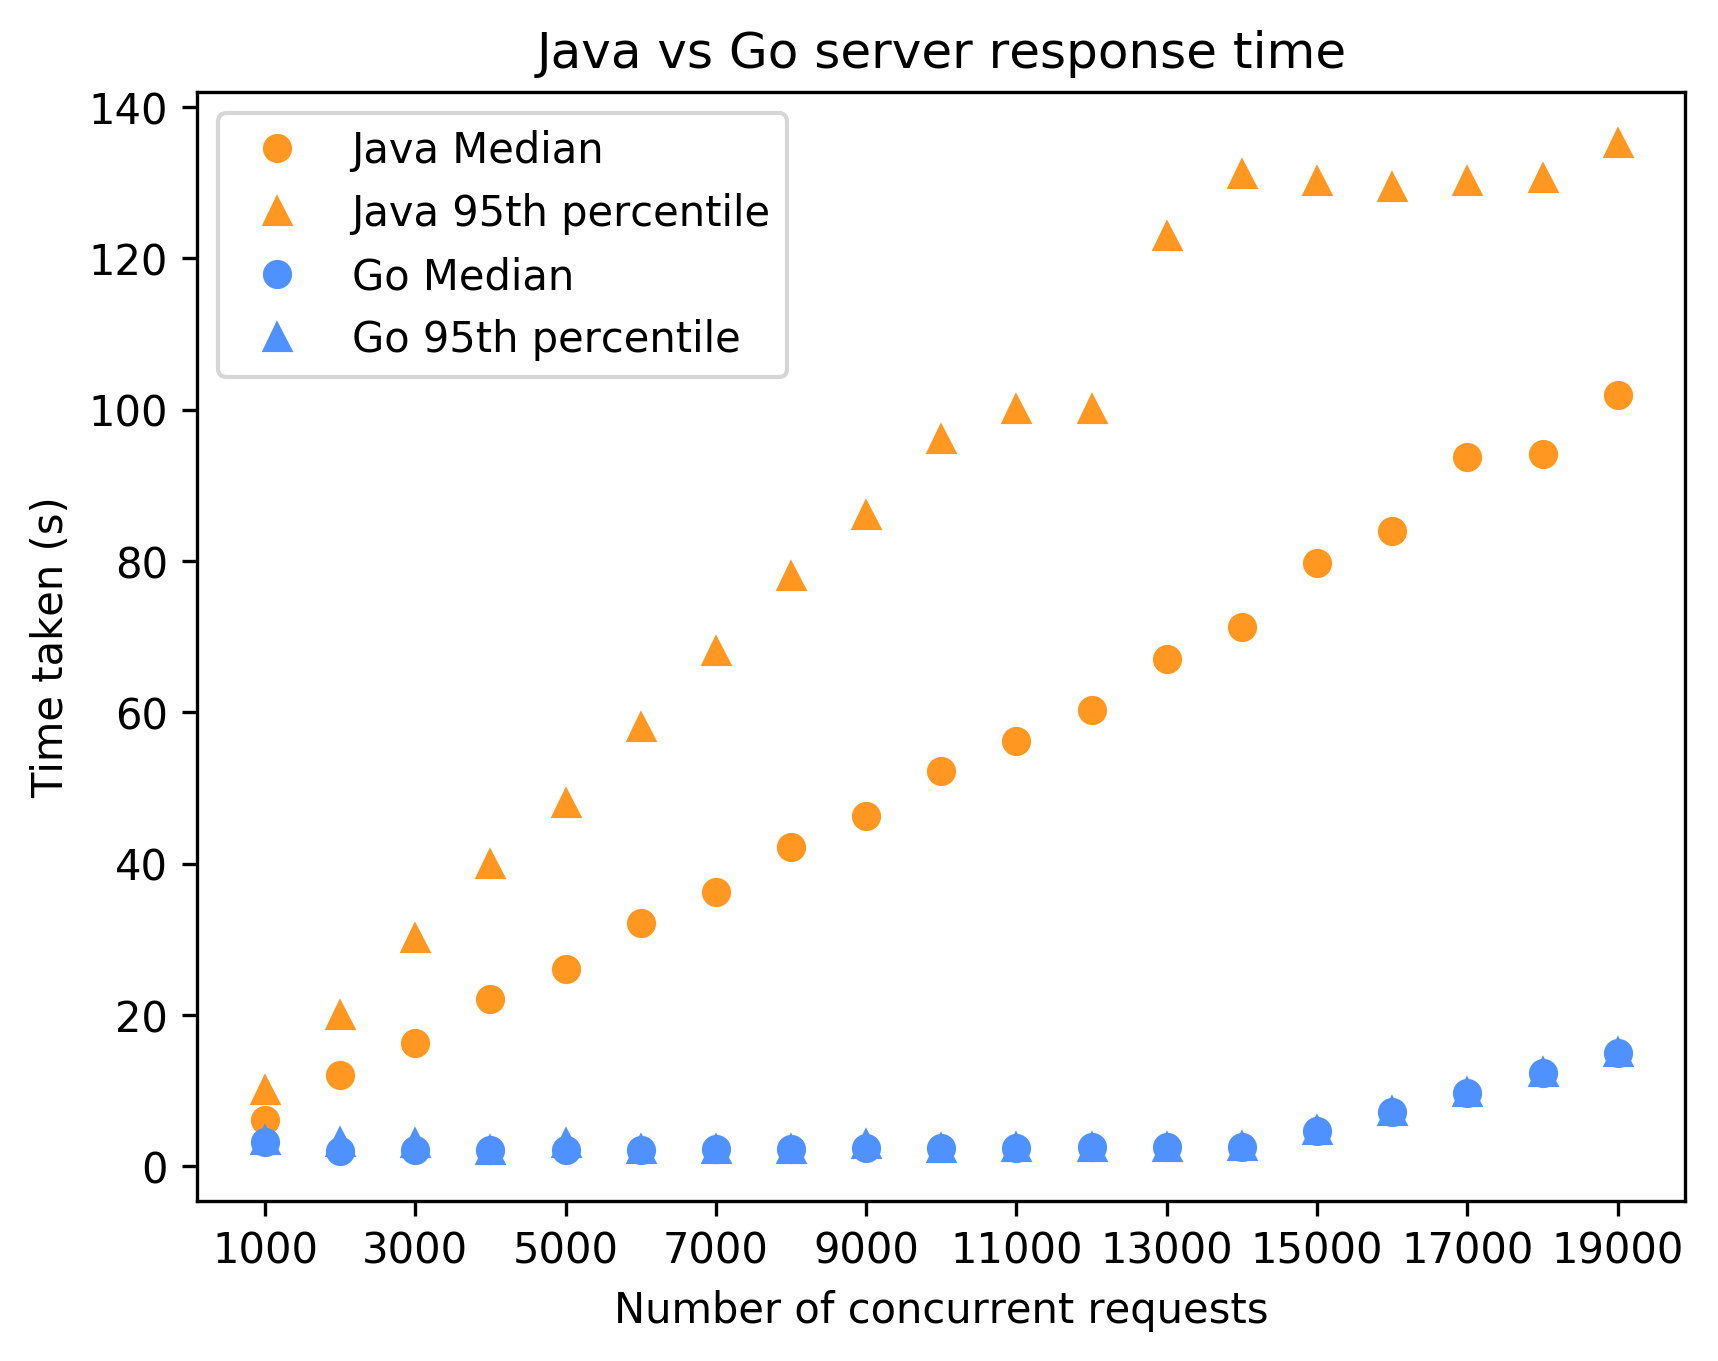 Java vs Go server response time
140
120
100
80
60
40
20
0
Time taken (s)
Java Median
Java 95th percentile
Go Median
Go 95th percentile
1000 3000 5000 7000 9000 11000 13000 15000 17000 19000
Number of concurrent requests